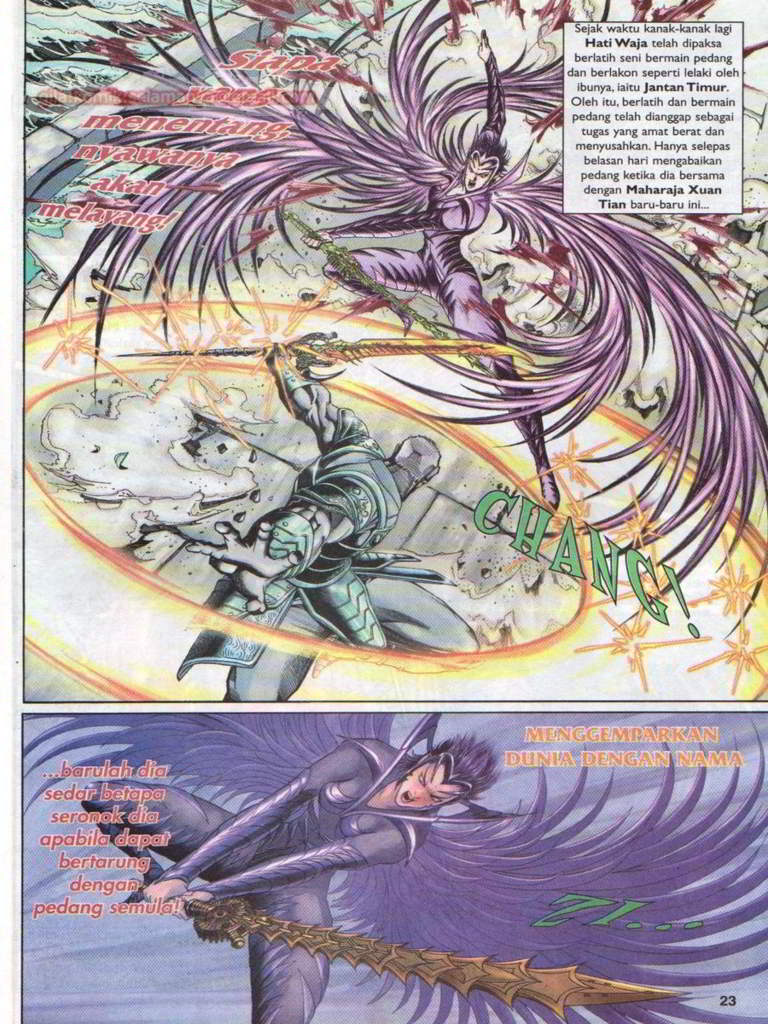 Siapa
yang
menentang
nyawanya
akan
melayang!
Sejak waktu kanak-kanak lagi
Hati Waja telah dipaksa
berlatih seni bermain pedang
dan berlakon seperti lelaki oleh
ibunya, iaitu Jantan Timur.
Oleh itu, berlatih dan bermain
pedang telah dianggap sebagai
tugas yang amat berat dan
menyusahkan. Hanya selepas
belasan hari mengabaikan
pedang ketika dia bersama
dengan Maharaja Xuan
Tian baru-baru ini...
CHANG!
MENGGEMPARKAN
DUNIA DENGAN NAMA
...barulah dia
sedar betapa
seronok dia
apabila dapat
bertarung
dengan
pedang semula!
ZI...
23